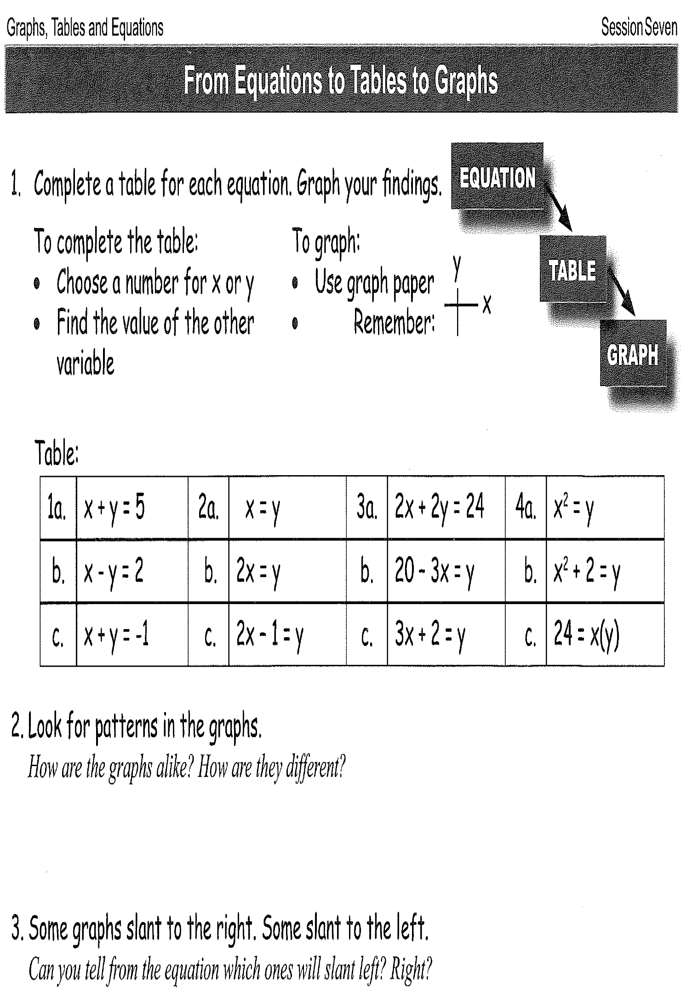 Graphs, Tables and Equations Session Seven
From Equations to Tables to Graphs
1. Complete a table for each equation. Graph your findings.
EQUATION
TABLE
GRAPH
To complete the table:
• Choose a number for x or y
• Find the value of the other
variable
To graph:
• Use graph paper
• Remember:
y
x
Table:
1a. x + y = 5 2a. x = y 3a. 2x + 2y = 24 4a. x² = y
b. x - y = 2 b. 2x = y b. 20 - 3x = y b. x² + 2 = y
c. x + y = -1 c. 2x - 1 = y c. 3x + 2 = y c. 24 = x(y)
2. Look for patterns in the graphs.
How are the graphs alike? How are they different?
3. Some graphs slant to the right. Some slant to the left.
Can you tell from the equation which ones will slant left? Right?